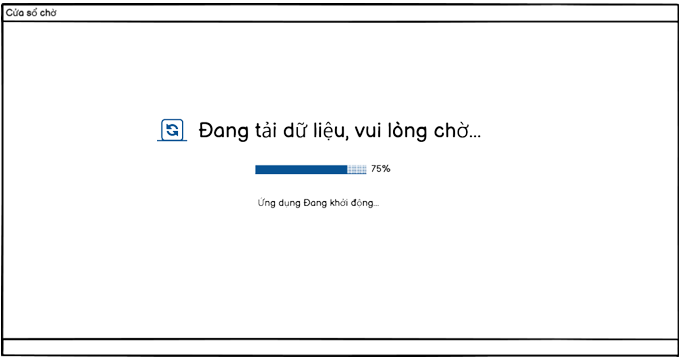 Cửa sổ chờ
Đang tải dữ liệu, vui lòng chờ...
75%
Ứng dụng Đang khởi động...